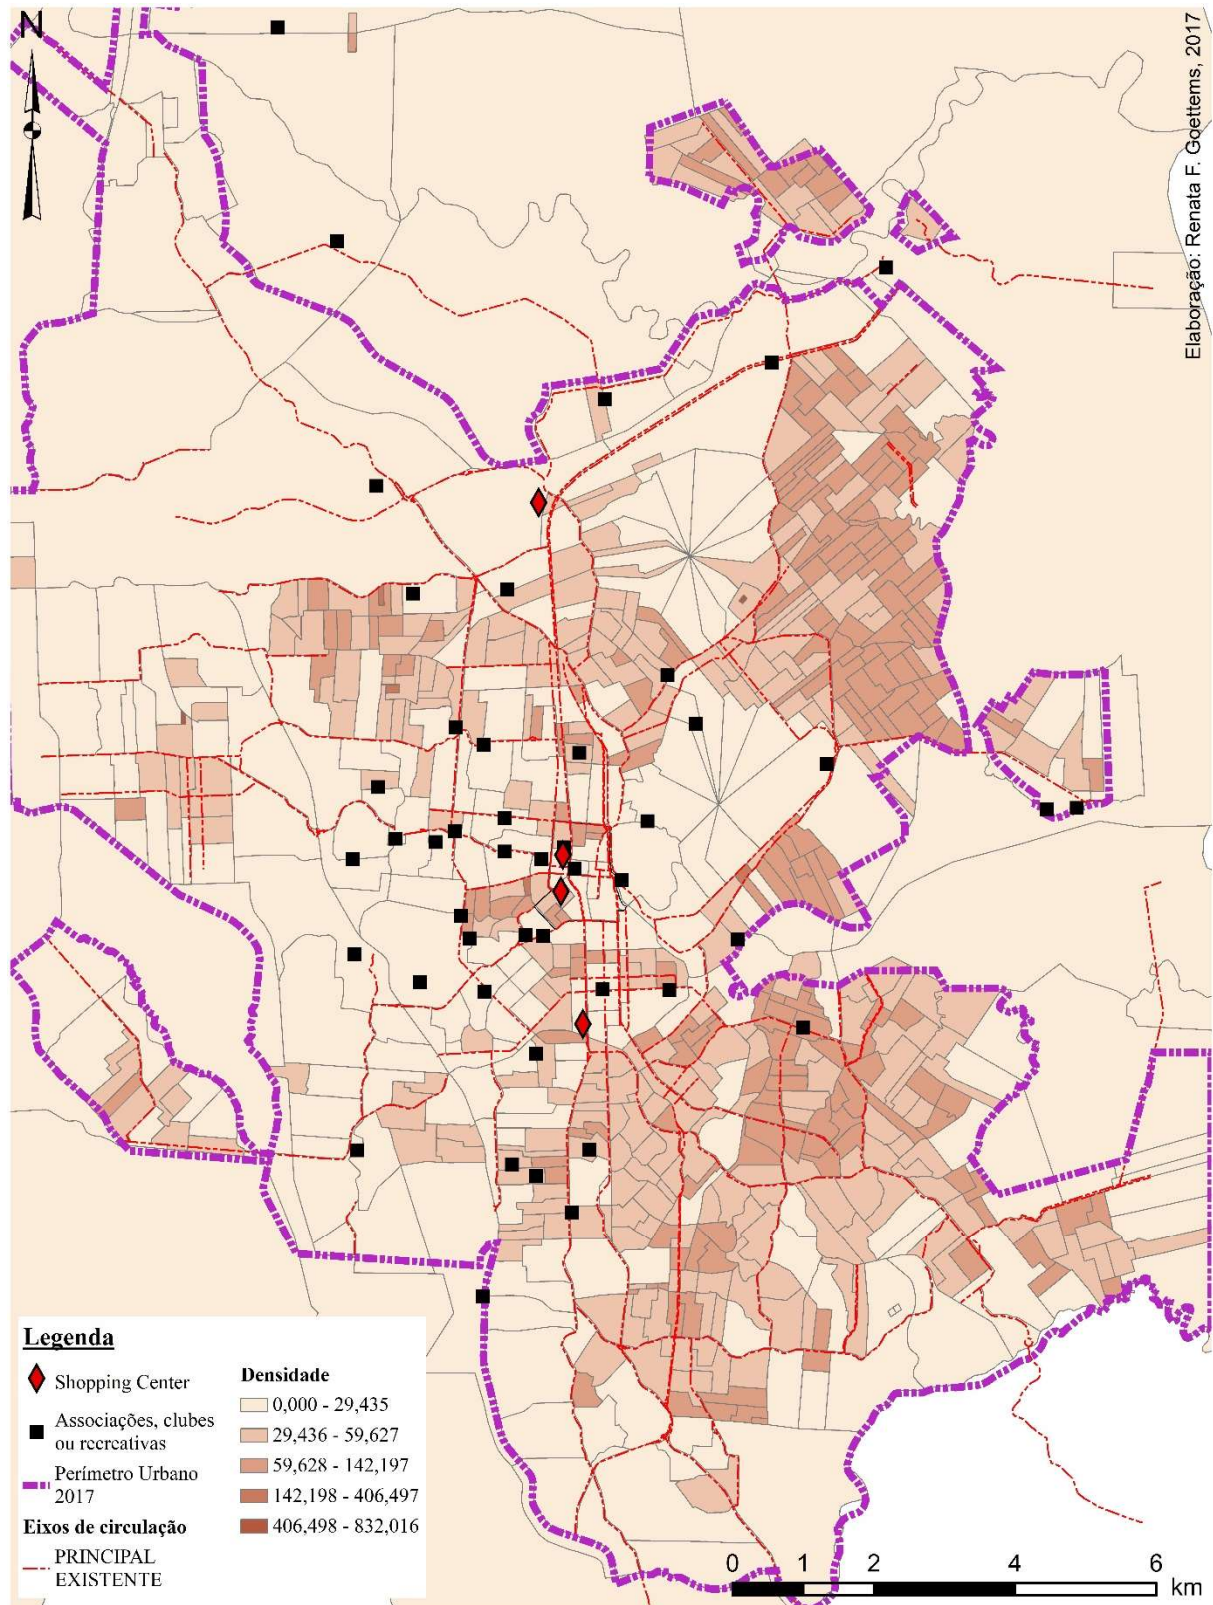 N
Elaboração: Renata F. Goettems, 2017
Legenda
Shopping Center
Associações, clubes
ou recreativas
Perímetro Urbano
2017
Eixos de circulação
PRINCIPAL
EXISTENTE
Densidade
0,000 - 29,435
29,436 - 59,627
59,628 - 142,197
142,198 - 406,497
406,498 - 832,016
0 1 2 4 6
km